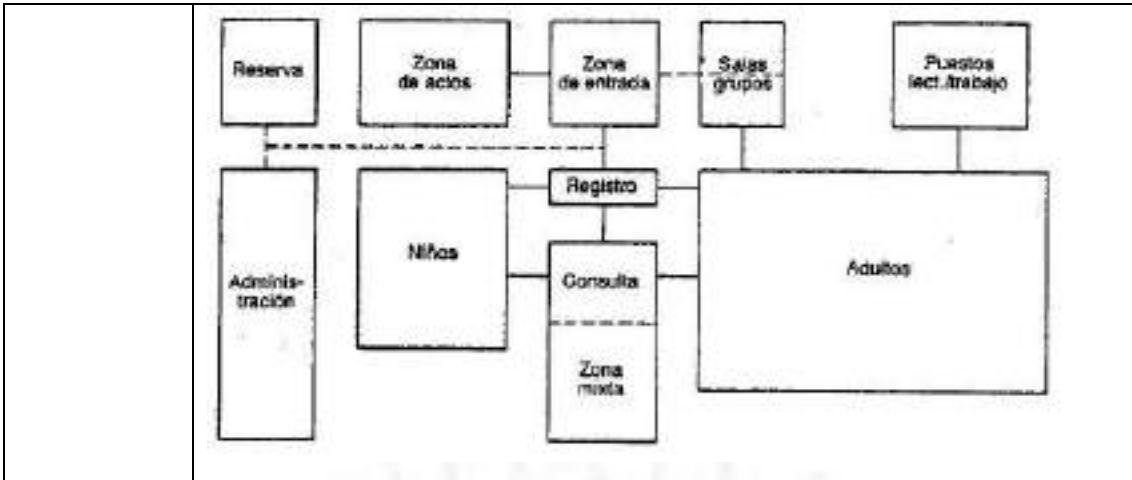 Reserva
Zona
de actos
Zona
de entrada
Salas
grupos
Puestos
lect./trabajo
Registro
Niños
Adminis-
tración
Consulta
Adultos
Zona
mixta